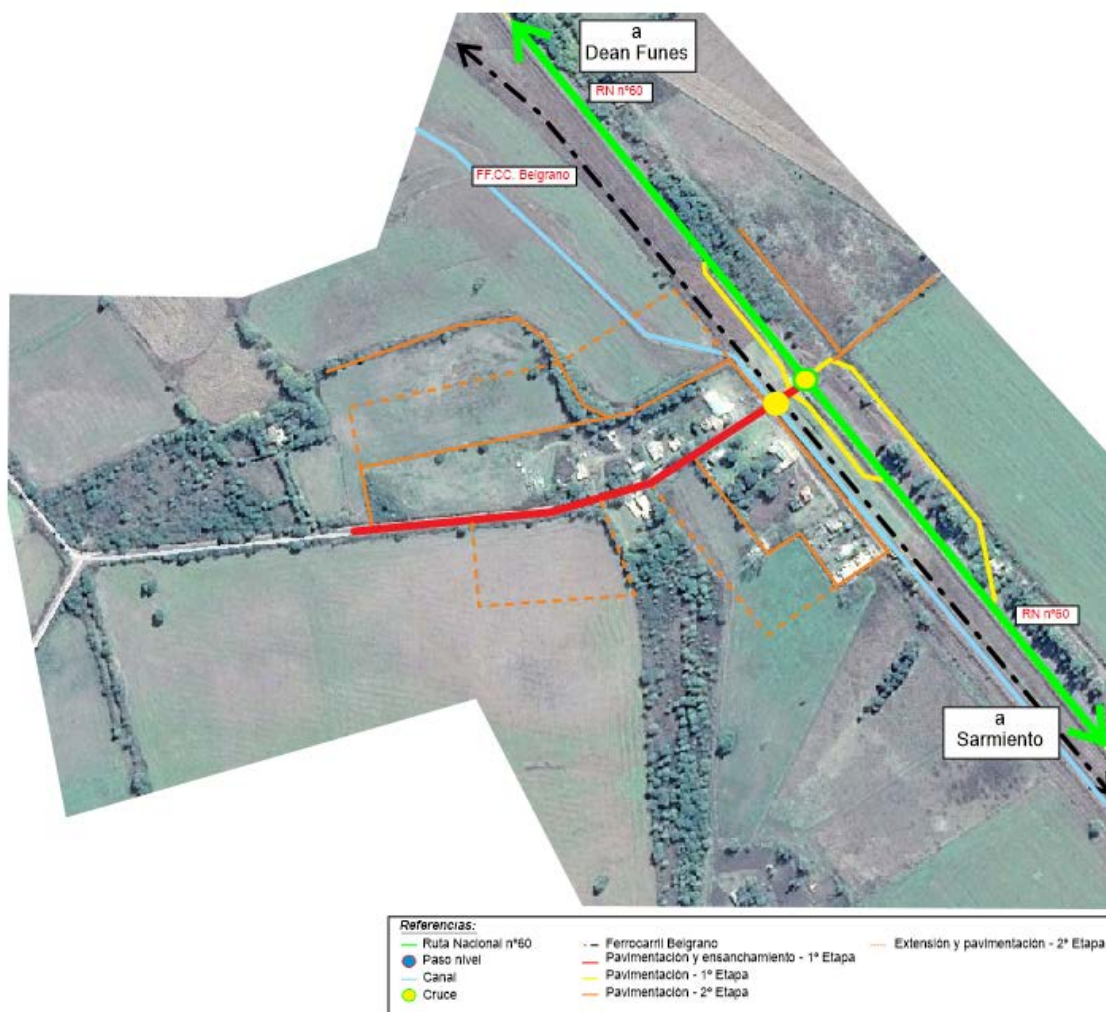 a
Dean Funes
RN nº60
FF.CC. Belgrano
RN nº60
a
Sarmiento
Referencias:
Ruta Nacional nº60
Paso nivel
Canal
Cruce
Ferrocarril Belgrano
Pavimentación y ensanchamiento - 1º Etapa
Pavimentación - 1º Etapa
Pavimentación - 2º Etapa
Extensión y pavimentación - 2º Etapa